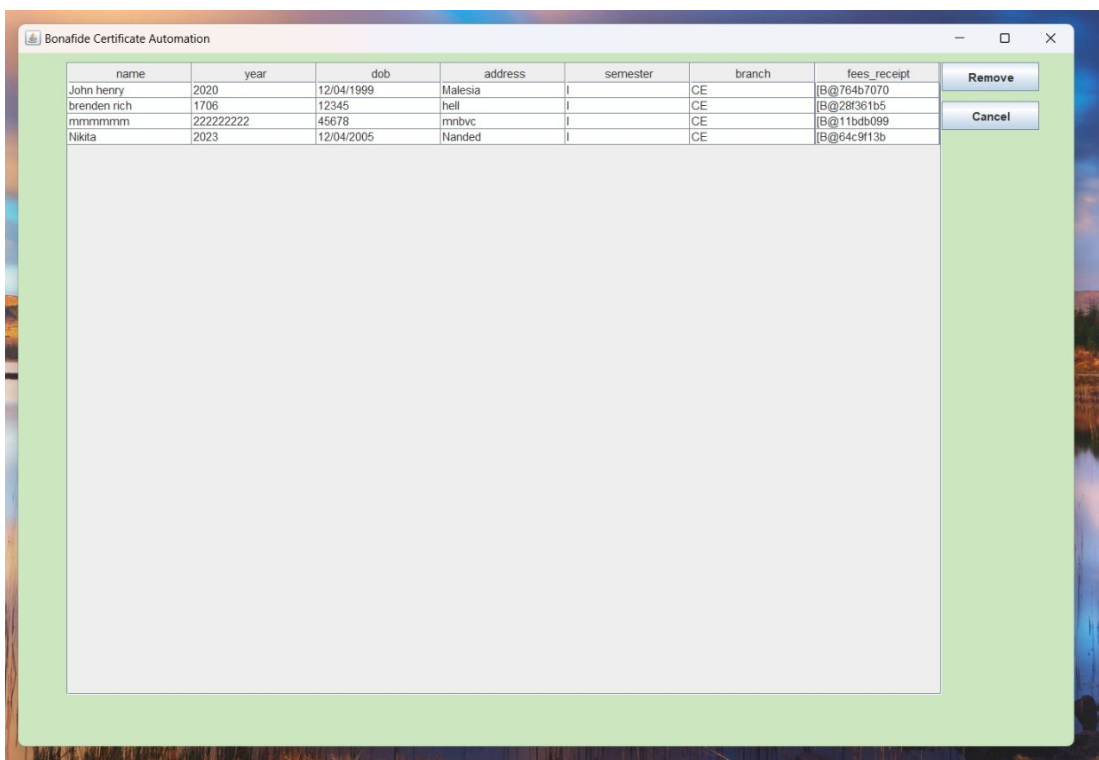 Bonafide Certificate Automation
name year dob address semester branch fees_receipt
John henry 2020 12/04/1999 Malesia I CE [B@764b7070
brenden rich 1706 12345 hell I CE [B@28f361b5
mmmmmm 222222222 45678 mnbvc I CE [B@11bdb099
Nikita 2023 12/04/2005 Nanded I CE [B@64c9f13b
Remove
Cancel